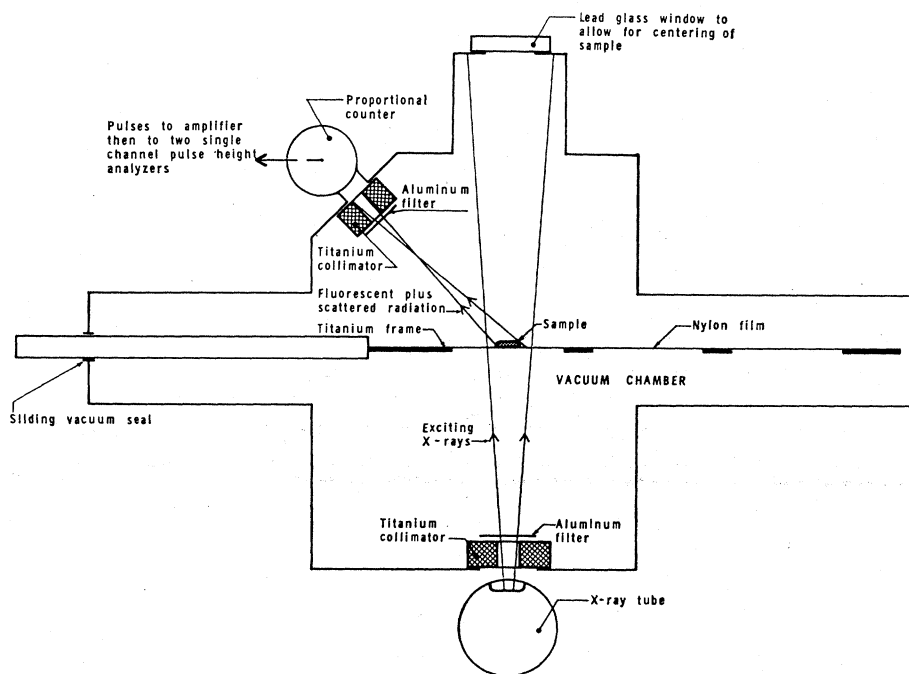 Lead glass window to
allow for centering of
sample
Proportional
counter
Pulses to amplifier
then to two single
channel pulse height
analyzers
Aluminum
filter
Titanium
collimator
Fluorescent plus
scattered radiation
Titanium frame
Sample
Nylon film
VACUUM CHAMBER
Sliding vacuum seal
Exciting
X-rays
Titanium
collimator
Aluminum
filter
X-ray tube